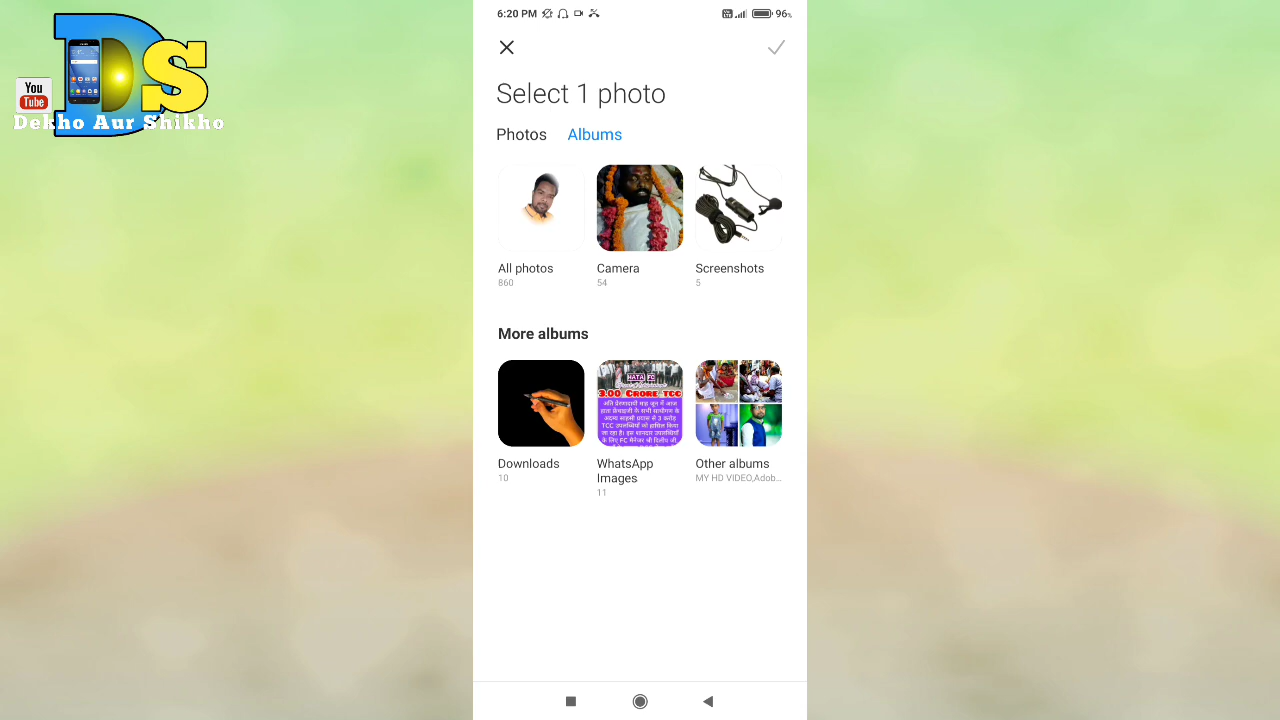 6:20 PM
96%
DS
You
Tube
Dekho Aur Shikho
Select 1 photo
Photos Albums
All photos
860
Camera
54
Screenshots
5
More albums
HATA FC
3.00 CRORE TCC
Downloads
10
WhatsApp
Images
11
Other albums
MY HD VIDEO,Adob...